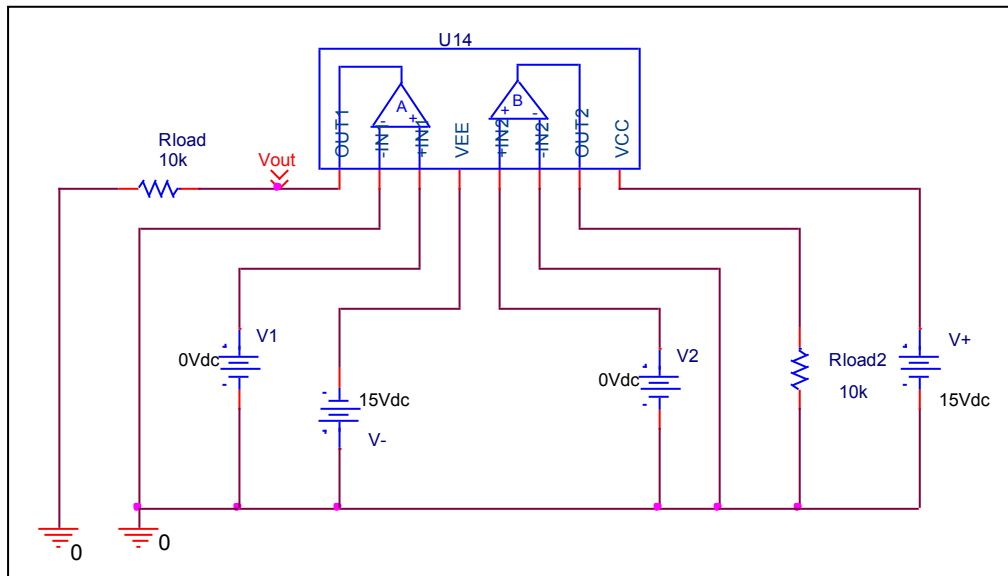 U14
A
B
- + + -
OUT1 -IN1 +IN1 VEE +IN2 -IN2 OUT2 VCC
Rload
10k
Vout
V1
0Vdc
V2
0Vdc
V+
15Vdc
Rload2
10k
15Vdc
V-
0
0